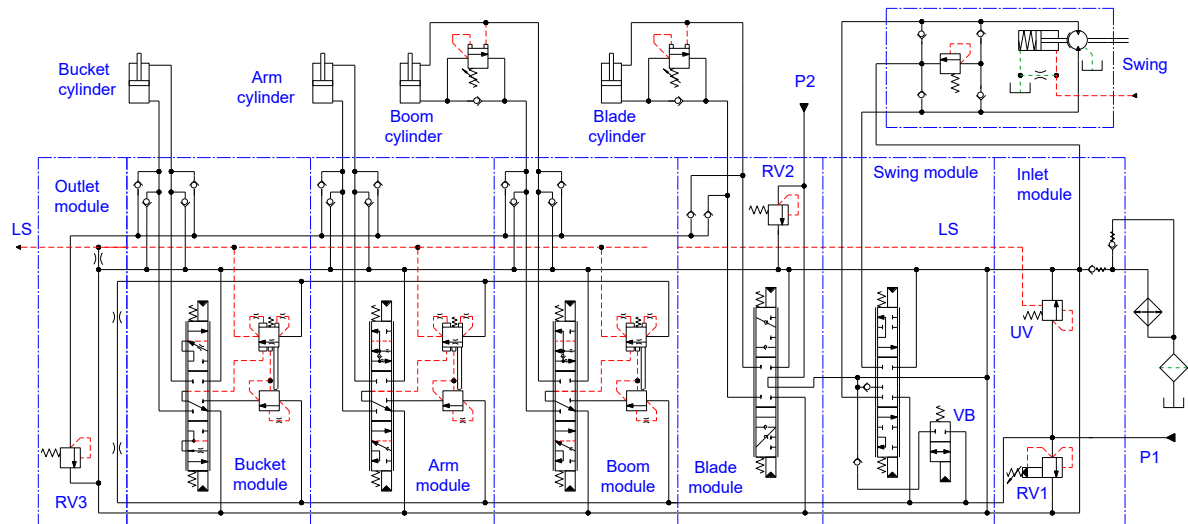 Bucket
cylinder
Arm
cylinder
Boom
cylinder
Blade
cylinder
P2
Swing
Outlet
module
RV2
Swing module
Inlet
module
LS
LS
UV
VB
P1
RV3
Bucket
module
Arm
module
Boom
module
Blade
module
RV1